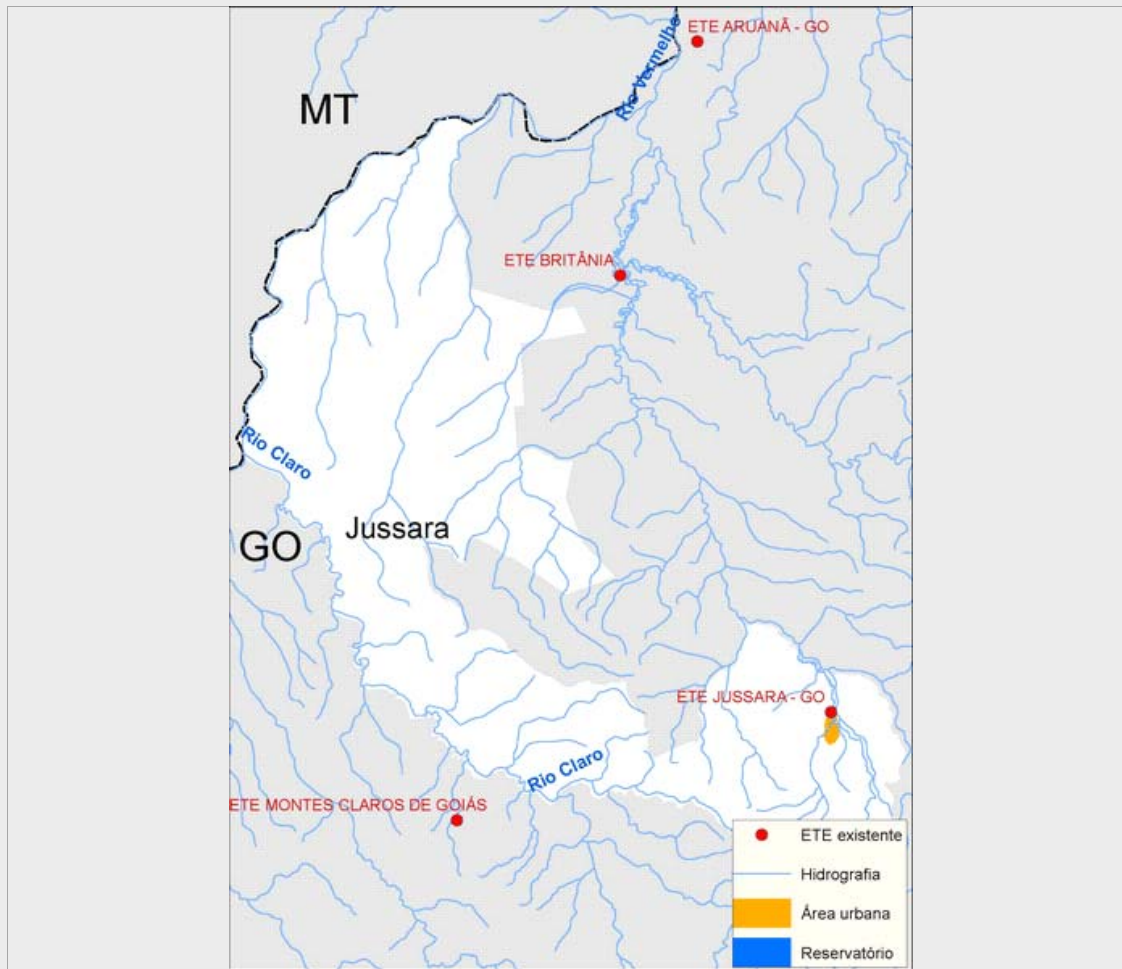 ETE ARUANÃ - GO
Rio Vermelho
MT
ETE BRITÂNIA
Rio Claro
Jussara
GO
ETE JUSSARA - GO
Rio Claro
ETE MONTES CLAROS DE GOIÁS
ETE existente
Hidrografia
Área urbana
Reservatório